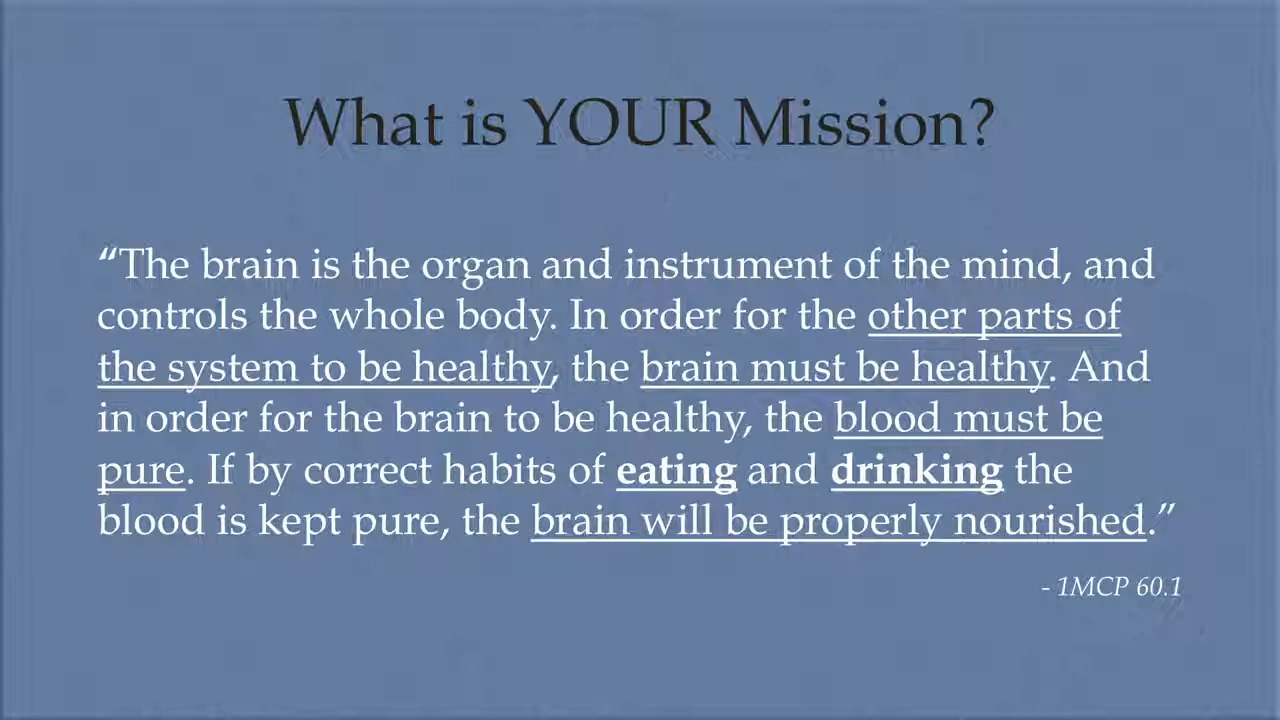 What is YOUR Mission?
“The brain is the organ and instrument of the mind, and
controls the whole body. In order for the other parts of
the system to be healthy, the brain must be healthy. And
in order for the brain to be healthy, the blood must be
pure. If by correct habits of eating and drinking the
blood is kept pure, the brain will be properly nourished.”
- 1MCP 60.1